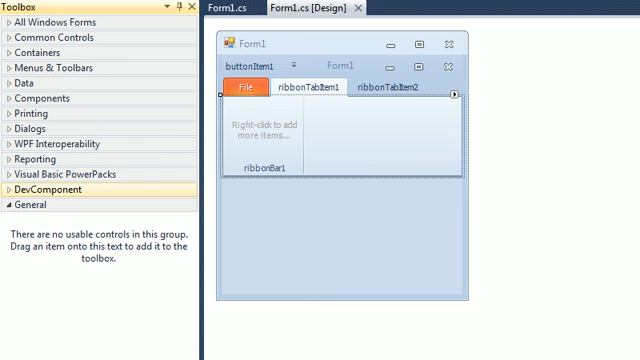 Toolbox
All Windows Forms
Common Controls
Containers
Menus & Toolbars
Data
Components
Printing
Dialogs
WPF Interoperability
Reporting
Visual Basic PowerPacks
DevComponent
General
There are no usable controls in this group.
Drag an item onto this text to add it to the
toolbox.
Form1.cs
Form1.cs [Design]
Form1
buttonItem1
Form1
File
ribbonTabItem1
ribbonTabItem2
Right-click to add
more items...
ribbonBar1